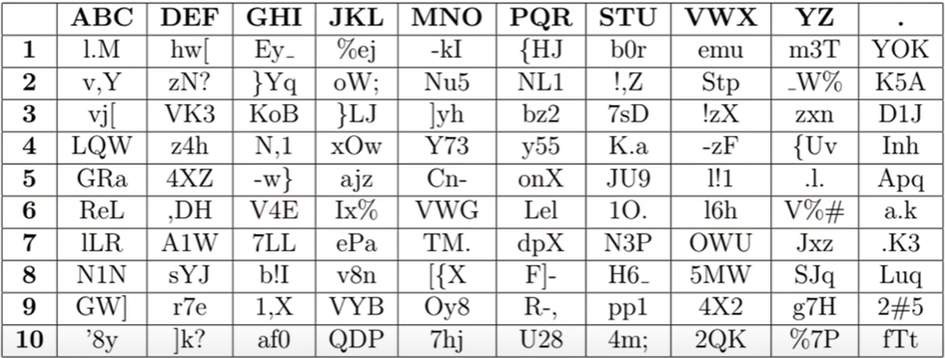 ABC DEF GHI JKL MNO PQR STU VWX YZ .
1 l.M hw[ Ey_ %ej -kI {HJ b0r emu m3T YOK
2 v,Y zN? }Yq oW; Nu5 NL1 !,Z Stp _W% K5A
3 vj[ VK3 KoB }LJ ]yh bz2 7sD !zX zxn D1J
4 LQW z4h N,1 xOw Y73 y55 K.a -zF {Uv Inh
5 GRa 4XZ -w} ajz Cn- onX JU9 l!1 .l. Apq
6 ReL ,DH V4E Ix% VWG Lel 1O. l6h V%# a.k
7 lLR A1W 7LL ePa TM. dpX N3P OWU Jxz .K3
8 N1N sYJ b!I v8n [{X F]- H6_ 5MW SJq Luq
9 GW] r7e 1,X VYB Oy8 R-, pp1 4X2 g7H 2#5
10 '8y ]k? af0 QDP 7hj U28 4m; 2QK %7P fTt